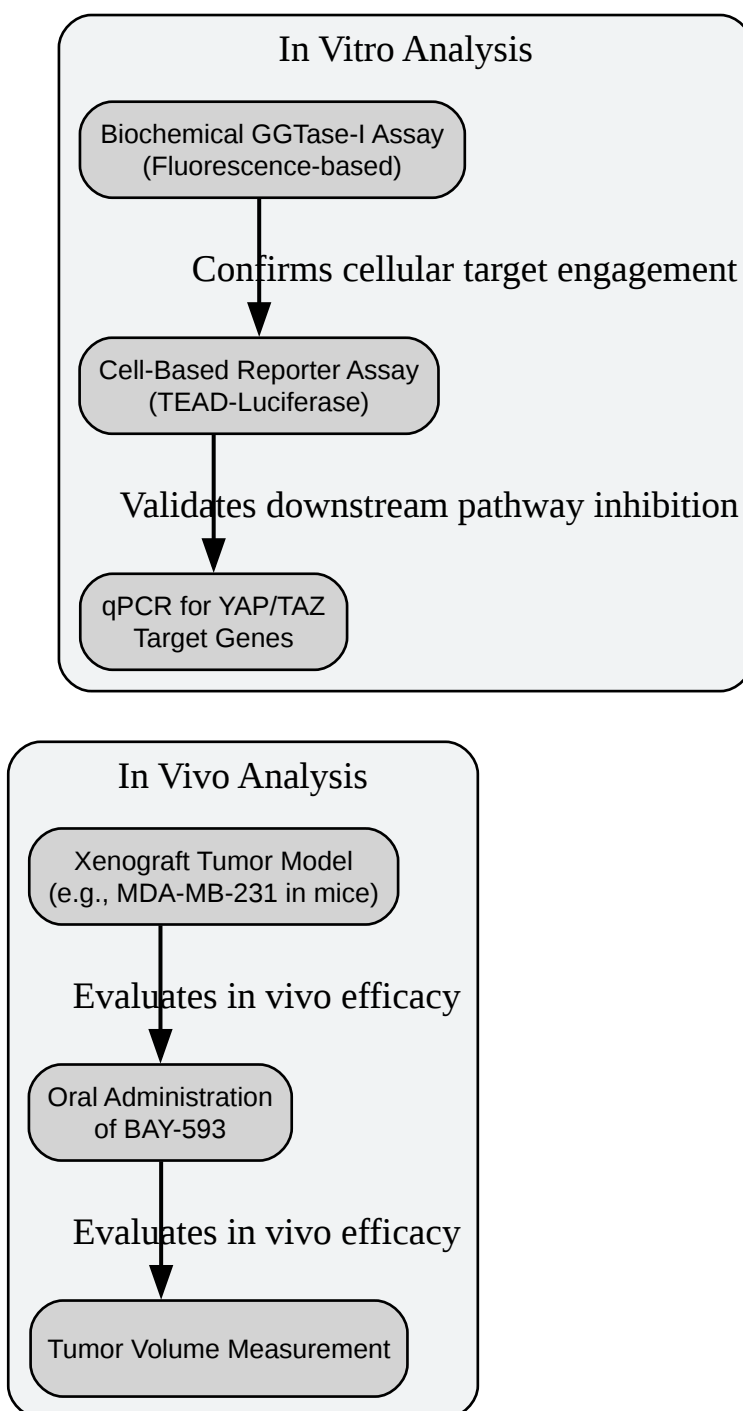 In Vitro Analysis
Biochemical GGTase-I Assay
(Fluorescence-based)
Confirms cellular target engagement
Cell-Based Reporter Assay
(TEAD-Luciferase)
Validates downstream pathway inhibition
qPCR for YAP/TAZ
Target Genes
In Vivo Analysis
Xenograft Tumor Model
(e.g., MDA-MB-231 in mice)
Evaluates in vivo efficacy
Oral Administration
of BAY-593
Evaluates in vivo efficacy
Tumor Volume Measurement